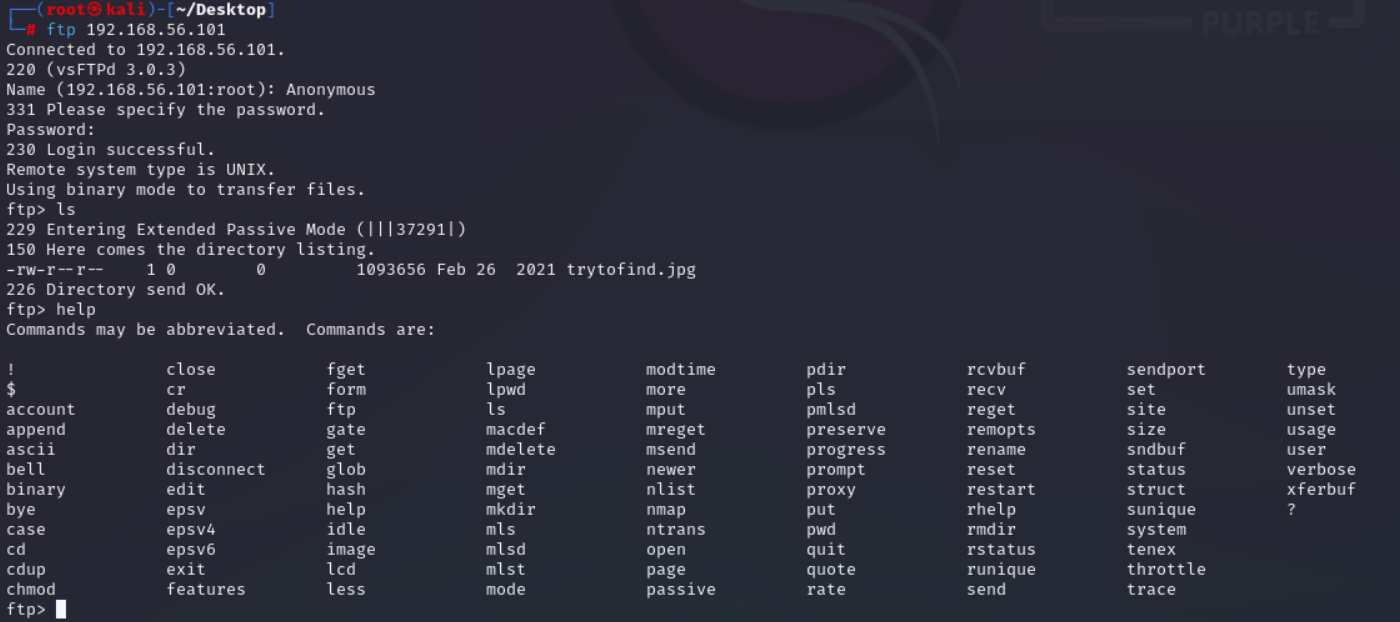 ┌──(root㉿kali)-[~/Desktop]
└─# ftp 192.168.56.101
Connected to 192.168.56.101.
220 (vsFTPd 3.0.3)
Name (192.168.56.101:root): Anonymous
331 Please specify the password.
Password:
230 Login successful.
Remote system type is UNIX.
Using binary mode to transfer files.
ftp> ls
229 Entering Extended Passive Mode (|||37291|)
150 Here comes the directory listing.
-rw-r--r--    1 0        0         1093656 Feb 26  2021 trytofind.jpg
226 Directory send OK.
ftp> help
Commands may be abbreviated.  Commands are:
!		close		fget		lpage		modtime		pdir		rcvbuf		sendport	type
$		cr		form		lpwd		more		pls		recv		set		umask
account		debug		ftp		ls		mput		pmlsd		reget		site		unset
append		delete		gate		macdef		mreget		preserve	remopts		size		usage
ascii		dir		get		mdelete		msend		progress	rename		sndbuf		user
bell		disconnect	glob		mdir		newer		prompt		reset		status		verbose
binary		edit		hash		mget		nlist		proxy		restart		struct		xferbuf
bye		epsv		help		mkdir		nmap		put		rhelp		sunique		?
case		epsv4		idle		mls		ntrans		pwd		rmdir		system
cd		epsv6		image		mlsd		open		quit		rstatus		tenex
cdup		exit		lcd		mlst		page		quote		runique		throttle
chmod		features	less		mode		passive		rate		send		trace
ftp>
PURPLE